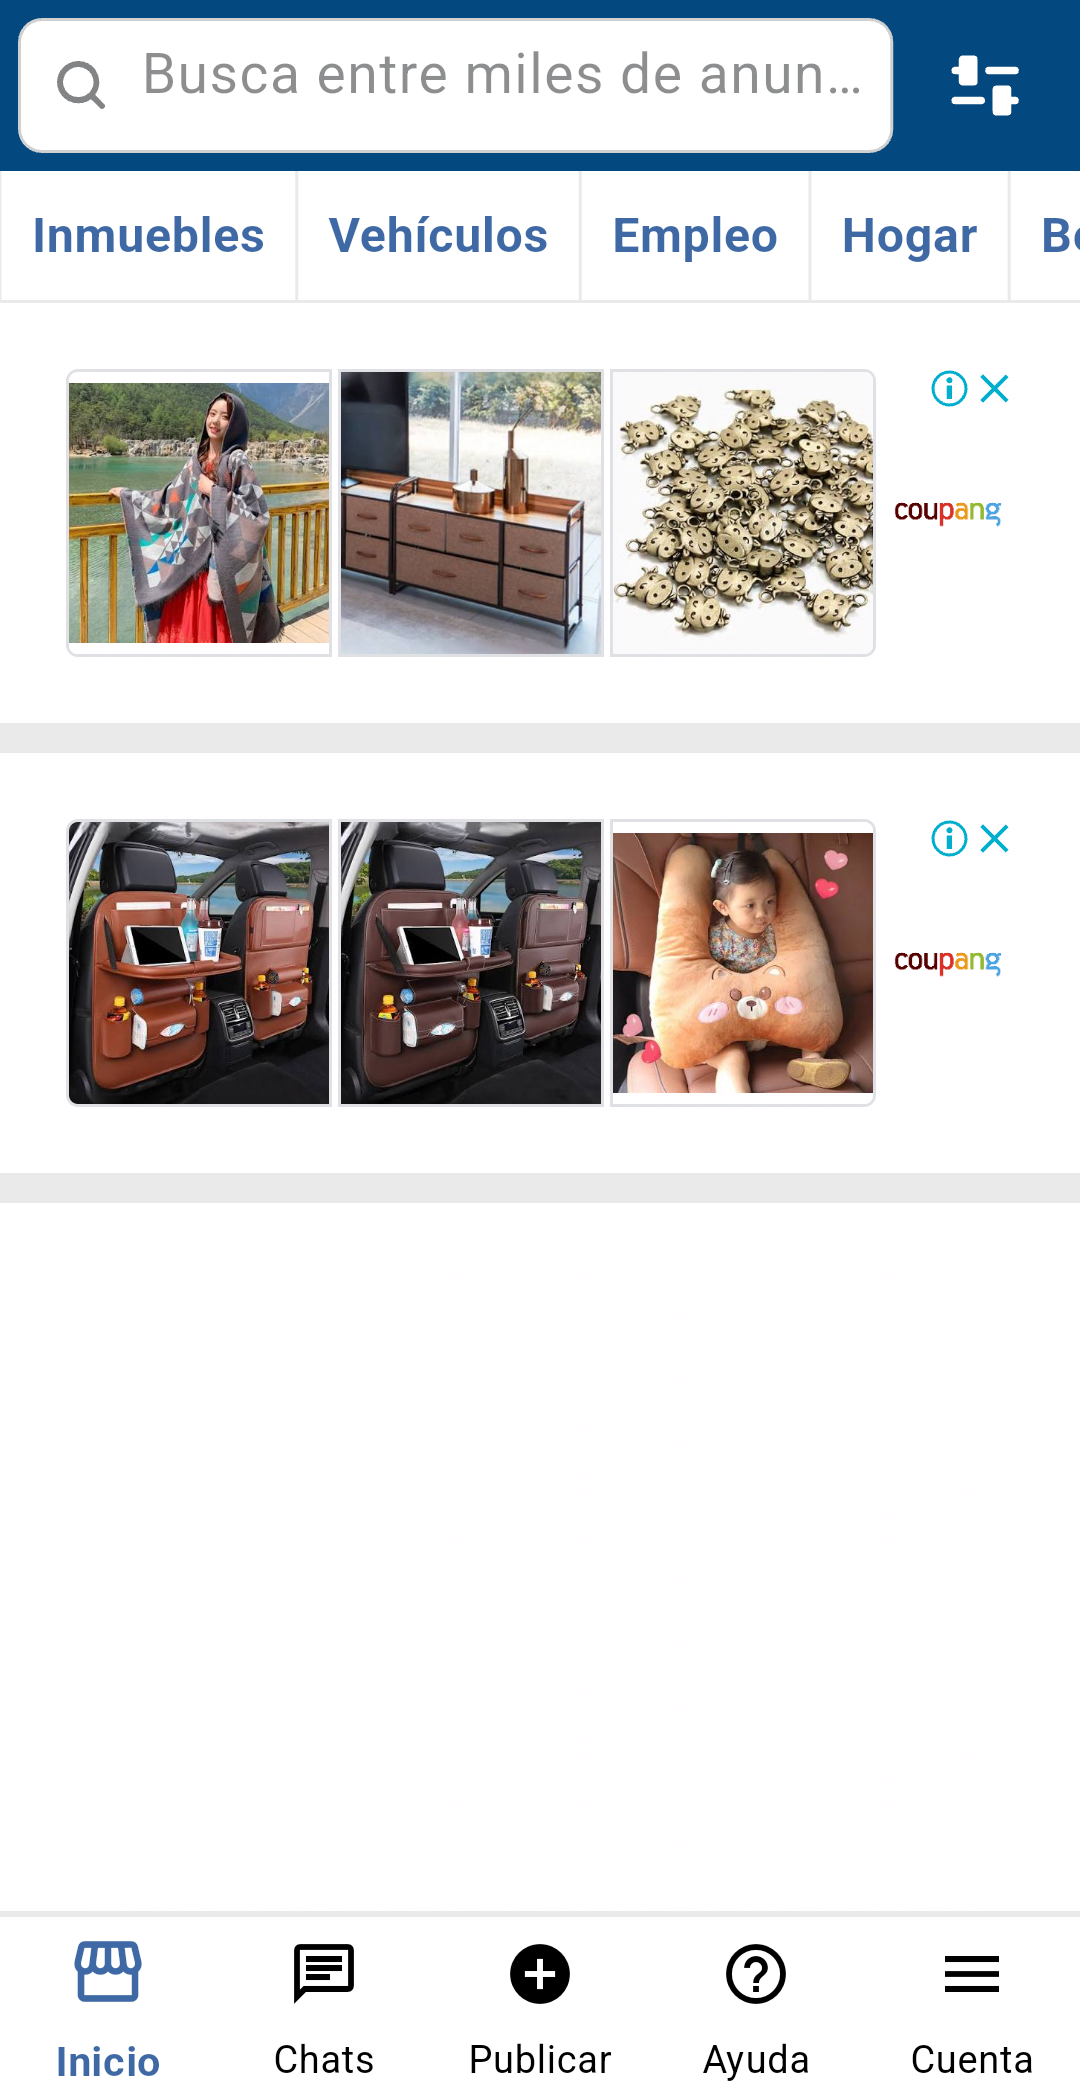 Busca entre miles de anun...
Inmuebles Vehículos Empleo Hogar
coupang
coupang
Inicio Chats Publicar Ayuda Cuenta